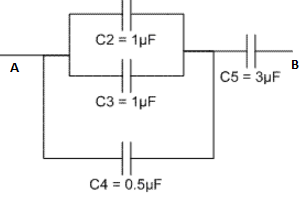 C2 = 1µF
A
B
C5 = 3µF
C3 = 1µF
C4 = 0.5µF